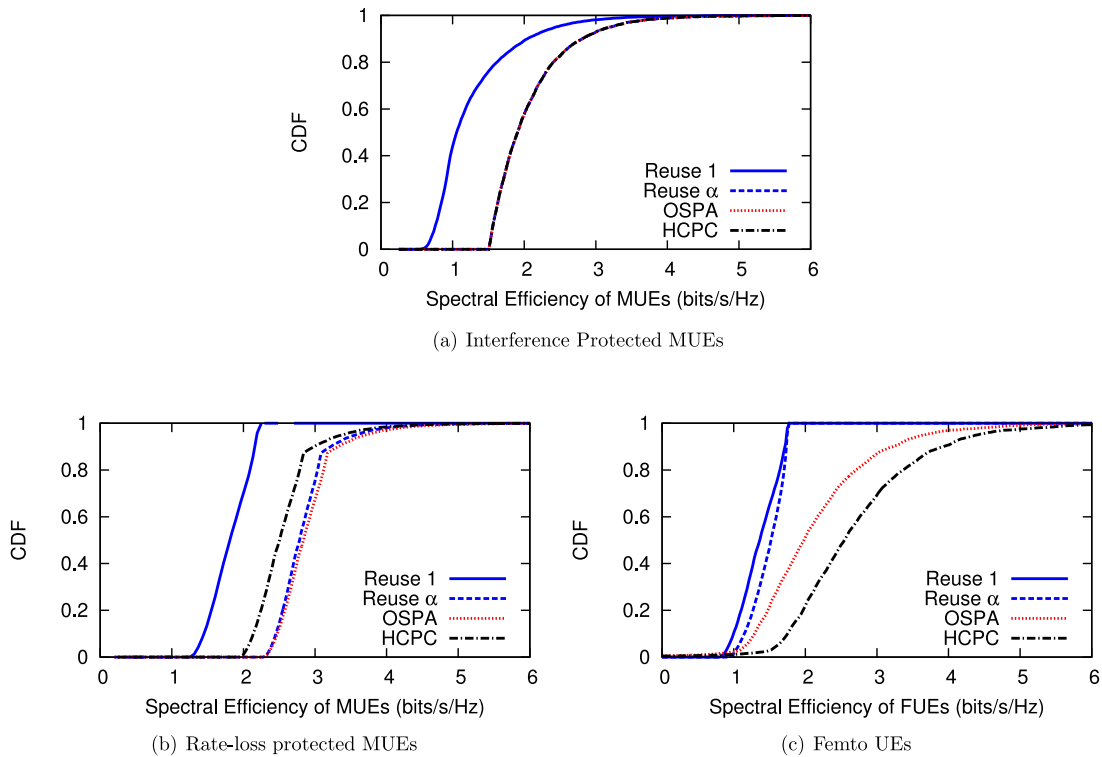 1
0.8
0.6
0.4
0.2
0
CDF
Reuse 1
Reuse α
OSPA
HCPC
0 1 2 3 4 5 6
Spectral Efficiency of MUEs (bits/s/Hz)
(a) Interference Protected MUEs
1
0.8
0.6
0.4
0.2
0
CDF
Reuse 1
Reuse α
OSPA
HCPC
0 1 2 3 4 5 6
Spectral Efficiency of MUEs (bits/s/Hz)
(b) Rate-loss protected MUEs
1
0.8
0.6
0.4
0.2
0
CDF
Reuse 1
Reuse α
OSPA
HCPC
0 1 2 3 4 5 6
Spectral Efficiency of FUEs (bits/s/Hz)
(c) Femto UEs